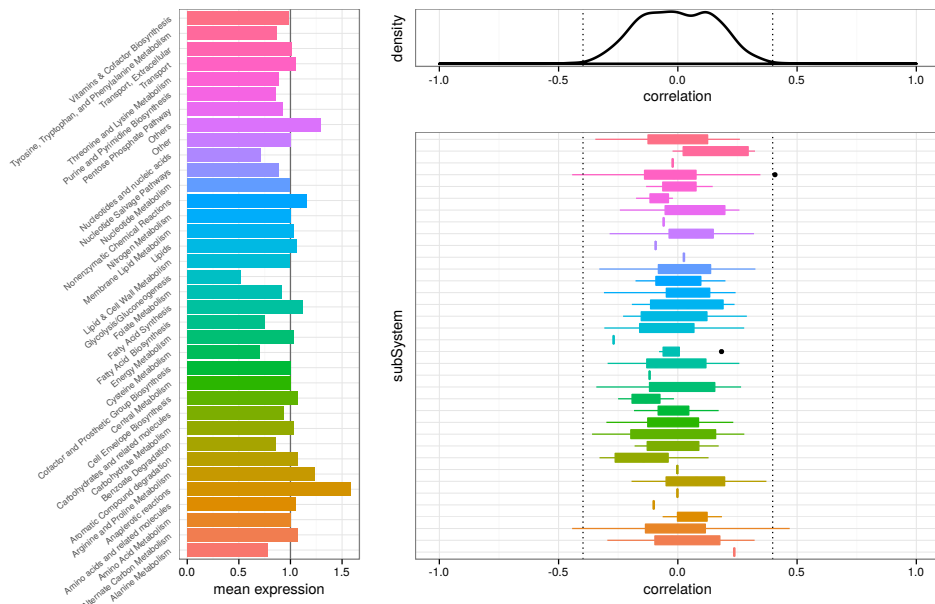 Vitamins & Cofactor Biosynthesis
Tyrosine, Tryptophan, and Phenylalanine Metabolism
Transport, Extracellular
Transport
Threonine and Lysine Metabolism
Purine and Pyrimidine Biosynthesis
Pentose Phosphate Pathway
Others
Other
Nucleotides and nucleic acids
Nucleotide Salvage Pathways
Nucleotide Metabolism
Nonenzymatic Chemical Reactions
Nitrogen Metabolism
Membrane Lipid Metabolism
Lipids
Lipid & Cell Wall Metabolism
Glycolysis/Gluconeogenesis
Folate Metabolism
Fatty Acid Synthesis
Fatty Acid Biosynthesis
Energy Metabolism
Cysteine Metabolism
Cofactor and Prosthetic Group Biosynthesis
Central Metabolism
Cell Envelope Biosynthesis
Carbohydrates and related molecules
Carbohydrate Metabolism
Benzoate Degradation
Aromatic Compound degradation
Arginine and Proline Metabolism
Anaplerotic reactions
Amino acids and related molecules
Amino Acid Metabolism
Alternate Carbon Metabolism
Alanine Metabolism
0.0 0.5 1.0 1.5
mean expression
density
-1.0 -0.5 0.0 0.5 1.0
correlation
subSystem
-1.0 -0.5 0.0 0.5 1.0
correlation